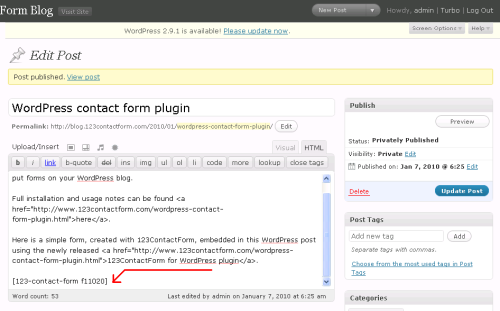 Form Blog Visit Site New Post Howdy, admin | Turbo | Log Out
WordPress 2.9.1 is available! Please update now. Screen Options Help
Edit Post
Post published. View post
WordPress contact form plugin
Permalink: http://blog.123contactform.com/2010/01/wordpress-contact-form-plugin/ Edit
Upload/Insert Visual HTML
b i link b-quote del ins img ul ol li code more lookup close tags
put forms on your WordPress blog.
Full installation and usage notes can be found <a
href="http://www.123contactform.com/wordpress-contact-
form-plugin.html">here</a>.
Here is a simple form, created with 123ContactForm, embedded in this WordPress post
using the newly released <a href="http://www.123contactform.com/wordpress-
contact-form-plugin.html">123ContactForm for WordPress plugin</a>.
[123-contact-form f11020]
Word count: 53 Last edited by admin on January 7, 2010 at 6:25 am
Publish
Preview
Status: Privately Published
Visibility: Private Edit
Published on: Jan 7, 2010 @ 6:25 Edit
Delete Update Post
Post Tags
Add new tag Add
Separate tags with commas.
Choose from the most used tags in Post
Tags
Categories